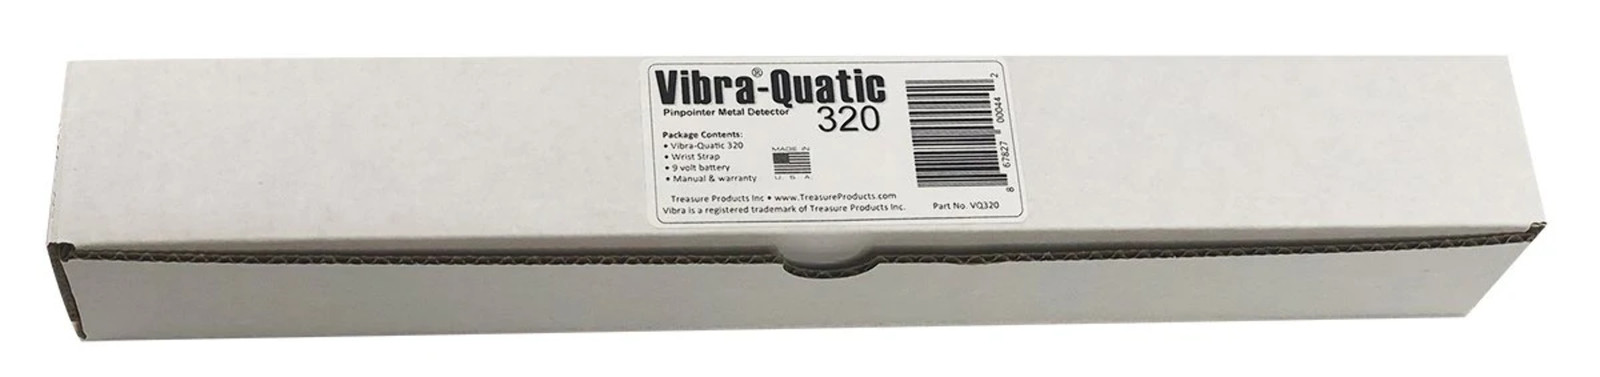 Vibra®-Quatic
Pinpointer Metal Detector
320
Package Contents:
• Vibra-Quatic 320
• Wrist Strap
• 9 volt battery
• Manual & warranty
MADE IN
U. S. A.
Treasure Products Inc • www.TreasureProducts.com
Vibra is a registered trademark of Treasure Products Inc.
Part No. VQ320
8 67827 00044 2